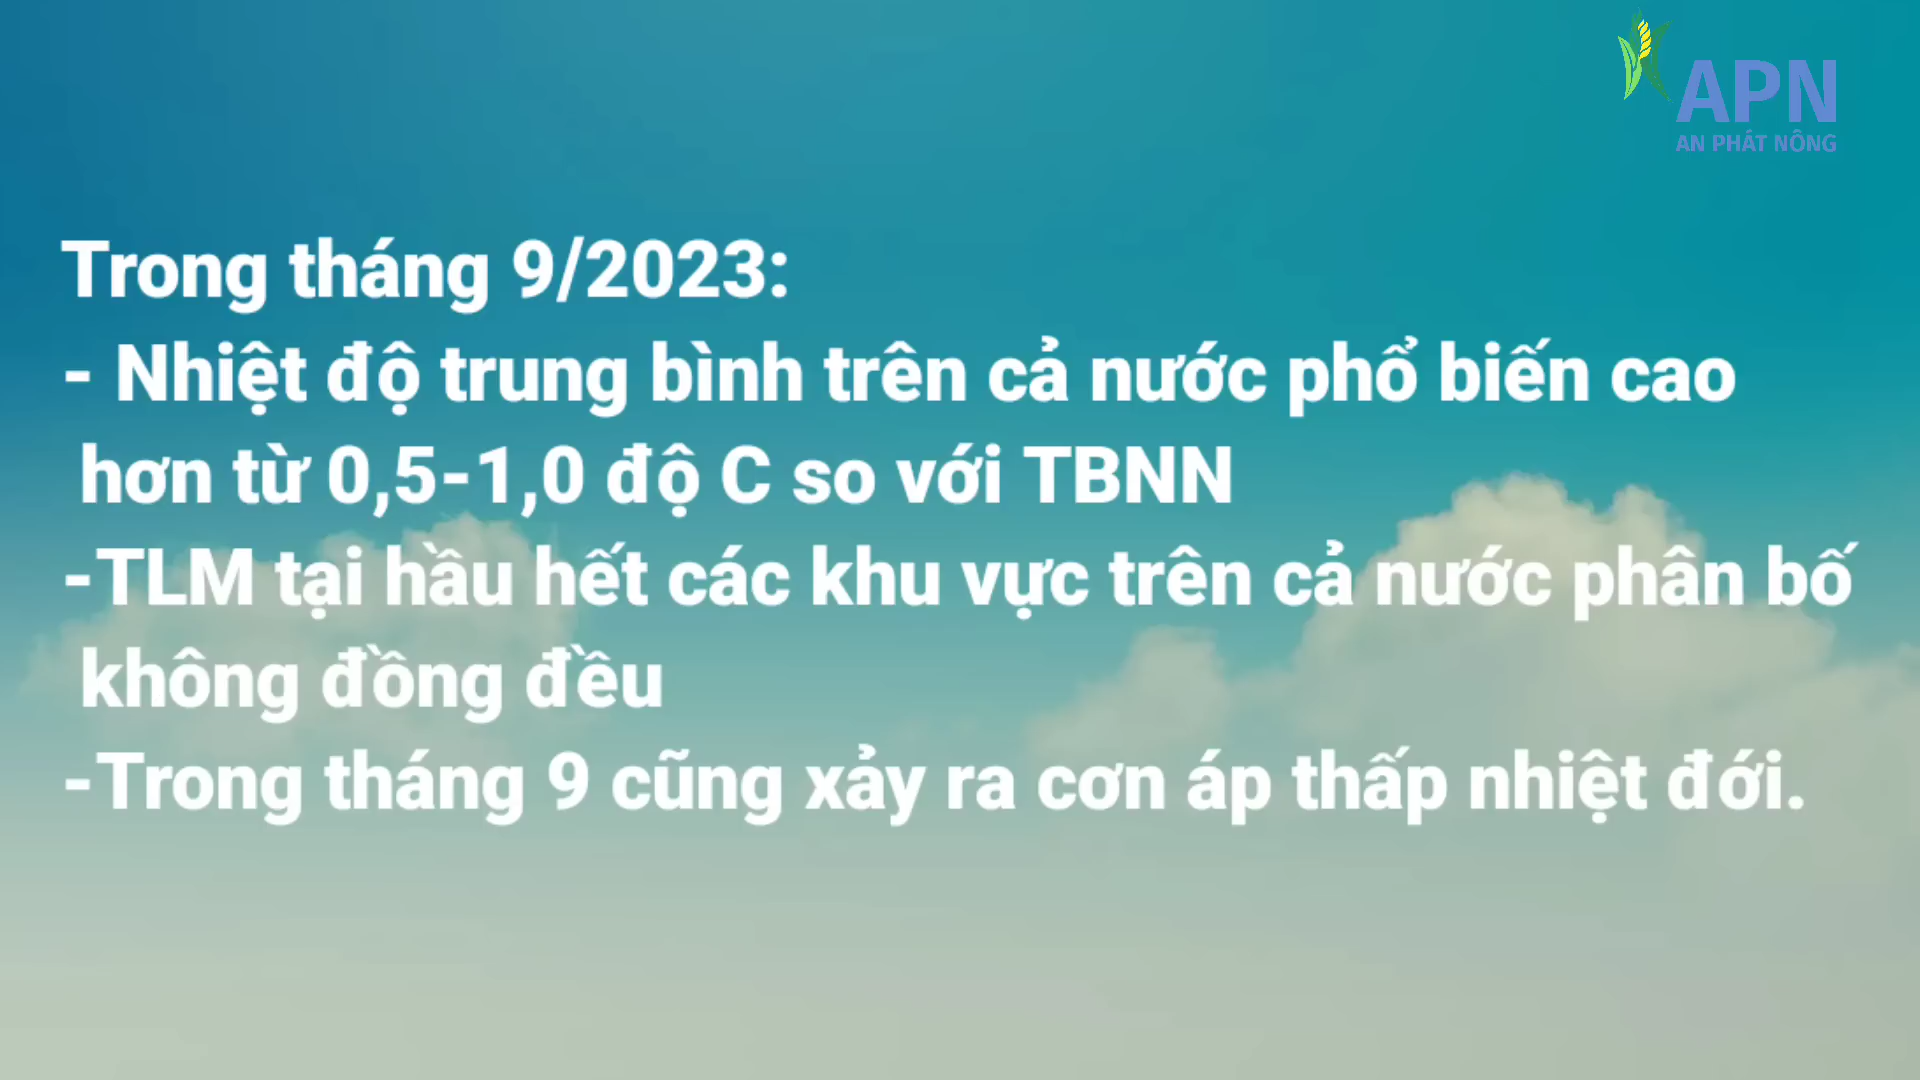 APN
AN PHÁT NÔNG
Trong tháng 9/2023:
- Nhiệt độ trung bình trên cả nước phổ biến cao
hơn từ 0,5-1,0 độ C so với TBNN
-TLM tại hầu hết các khu vực trên cả nước phân bố
không đồng đều
-Trong tháng 9 cũng xảy ra cơn áp thấp nhiệt đới.